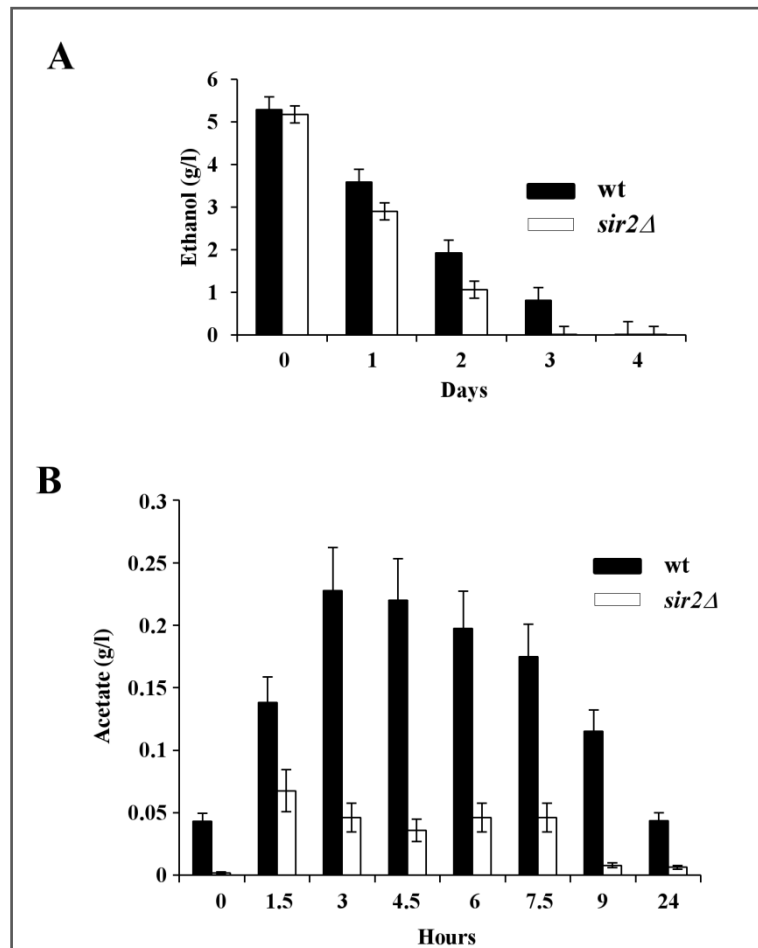 A
Ethanol (g/l)
6
5
4
3
2
1
0
wt
sir2Δ
0 1 2 3 4
Days
B
Acetate (g/l)
0.3
0.25
0.2
0.15
0.1
0.05
0
wt
sir2Δ
0 1.5 3 4.5 6 7.5 9 24
Hours